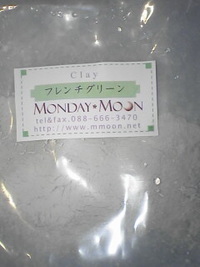 Clay
フレンチグリーン
MONDAY★MOON
tel&fax.088-666-3470
http://www.mmoon.net